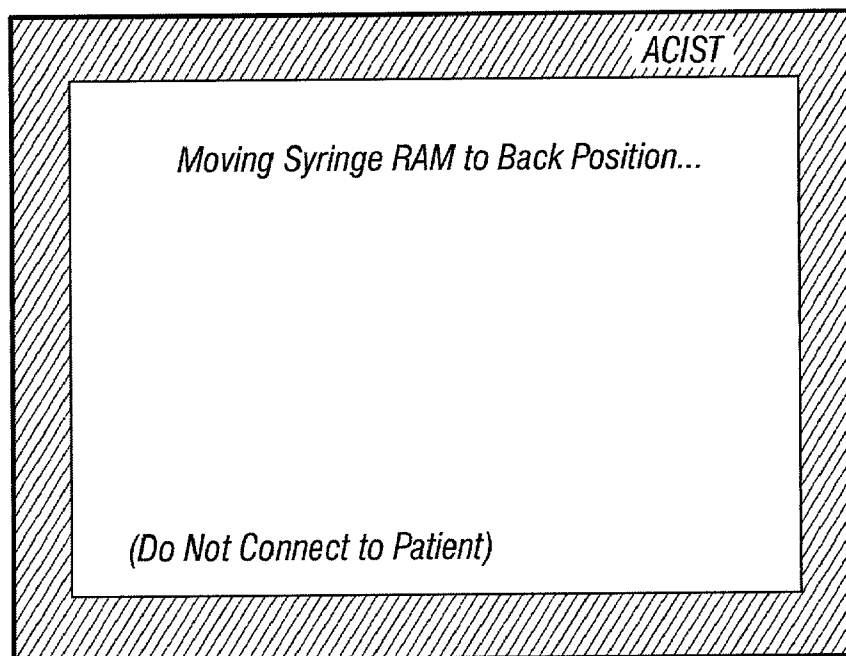 ACIST
Moving Syringe RAM to Back Position...
(Do Not Connect to Patient)